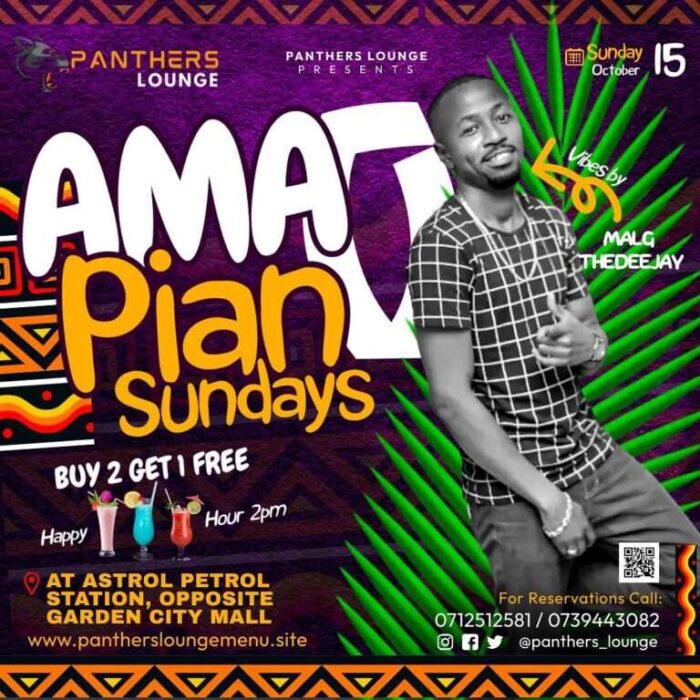 PANTHERS
LOUNGE
PANTHERS LOUNGE
PRESENTS
Sunday
October
15
AMA
Pian
Sundays
Vibes by
MALG
THEDEEJAY
BUY 2 GET 1 FREE
Happy
Hour 2pm
AT ASTROL PETROL
STATION, OPPOSITE
GARDEN CITY MALL
www.panthersloungemenu.site
For Reservations Call:
0712512581 / 0739443082
@panthers_lounge